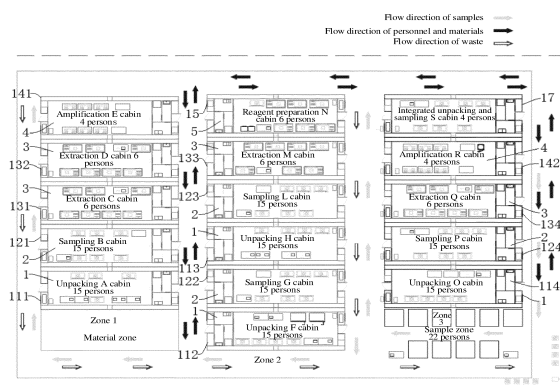 Flow direction of samples
Flow direction of personnel and materials
Flow direction of waste
141
4
Amplification E cabin
4 persons
3
132
Extraction D cabin 6
persons
3
131
Extraction C cabin
6 persons
121
2
Sampling B cabin
15 persons
1
111
Unpacking A cabin
15 persons
Zone 1
Material zone
15
5
Reagent preparation N
cabin 6 persons
3
133
Extraction M cabin
6 persons
123
2
Sampling L cabin
15 persons
1
113
Unpacking H cabin
15 persons
122
2
Sampling G cabin
15 persons
1
112
Unpacking F cabin
15 persons
Zone 2
17
Integrated unpacking and
sampling S cabin 4 persons
4
142
Amplification R cabin
4 persons
3
134
Extraction Q cabin
6 persons
2
124
Sampling P cabin
15 persons
114
1
Unpacking O cabin
15 persons
Zone
3
Sample zone
22 persons